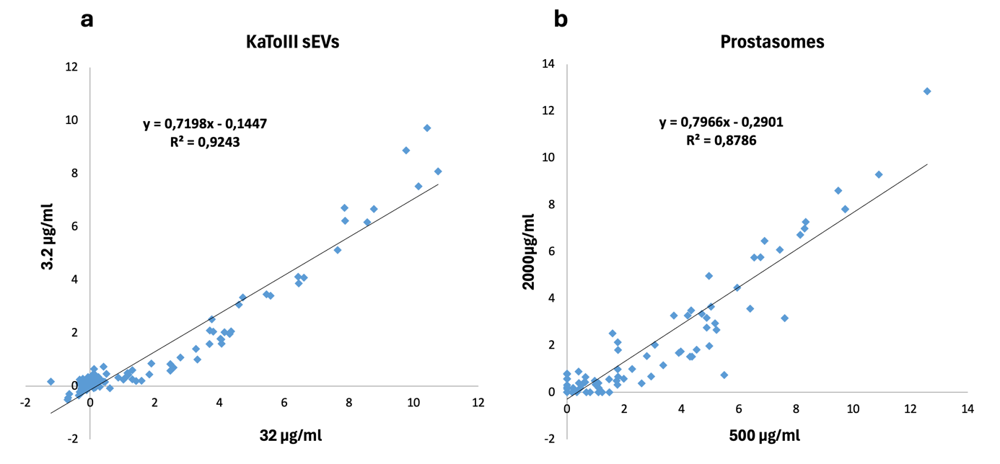 a
KaToIII sEVs
12
10
8
6
4
2
0
-2
y = 0,7198x - 0,1447
R² = 0,9243
3.2 µg/ml
-2 0 2 4 6 8 10 12
32 µg/ml
b
Prostasomes
14
12
10
8
6
4
2
0
-2
y = 0,7966x - 0,2901
R² = 0,8786
2000µg/ml
0 2 4 6 8 10 12 14
500 µg/ml